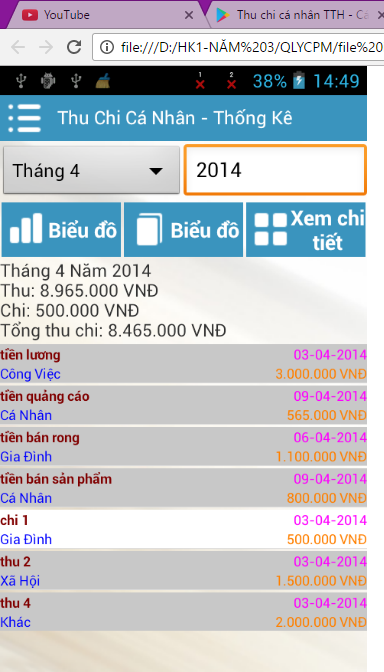 YouTube
Thu chi cá nhân TTH - Cá
file:///D:/HK1-NĂM%203/QLYCPM/file%20
1 2
38% 14:49
Thu Chi Cá Nhân - Thống Kê
Tháng 4 2014
Biểu đồ Biểu đồ Xem chi
tiết
Tháng 4 Năm 2014
Thu: 8.965.000 VNĐ
Chi: 500.000 VNĐ
Tổng thu chi: 8.465.000 VNĐ
tiền lương 03-04-2014
Công Việc 3.000.000 VNĐ
tiền quảng cáo 09-04-2014
Cá Nhân 565.000 VNĐ
tiền bán rong 06-04-2014
Gia Đình 1.100.000 VNĐ
tiền bán sản phẩm 09-04-2014
Cá Nhân 800.000 VNĐ
chi 1 03-04-2014
Gia Đình 500.000 VNĐ
thu 2 03-04-2014
Xã Hội 1.500.000 VNĐ
thu 4 03-04-2014
Khác 2.000.000 VNĐ